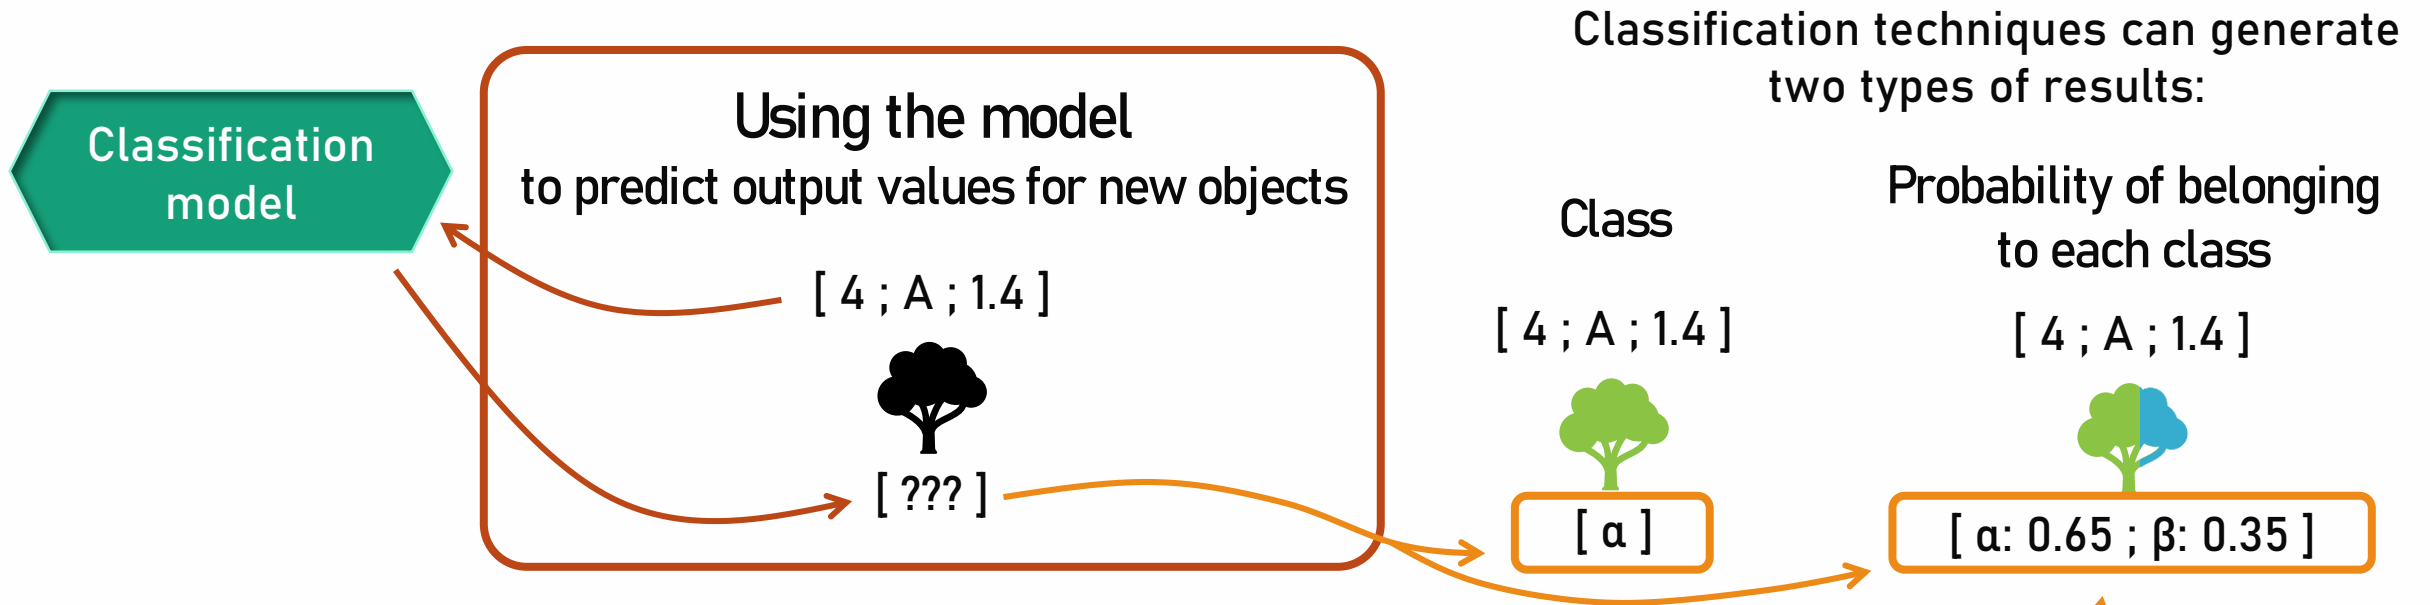 Classification
model
Using the model
to predict output values for new objects
[ 4 ; A ; 1.4 ]
[ ??? ]
Classification techniques can generate
two types of results:
Class
[ 4 ; A ; 1.4 ]
[ α ]
Probability of belonging
to each class
[ 4 ; A ; 1.4 ]
[ α: 0.65 ; β: 0.35 ]